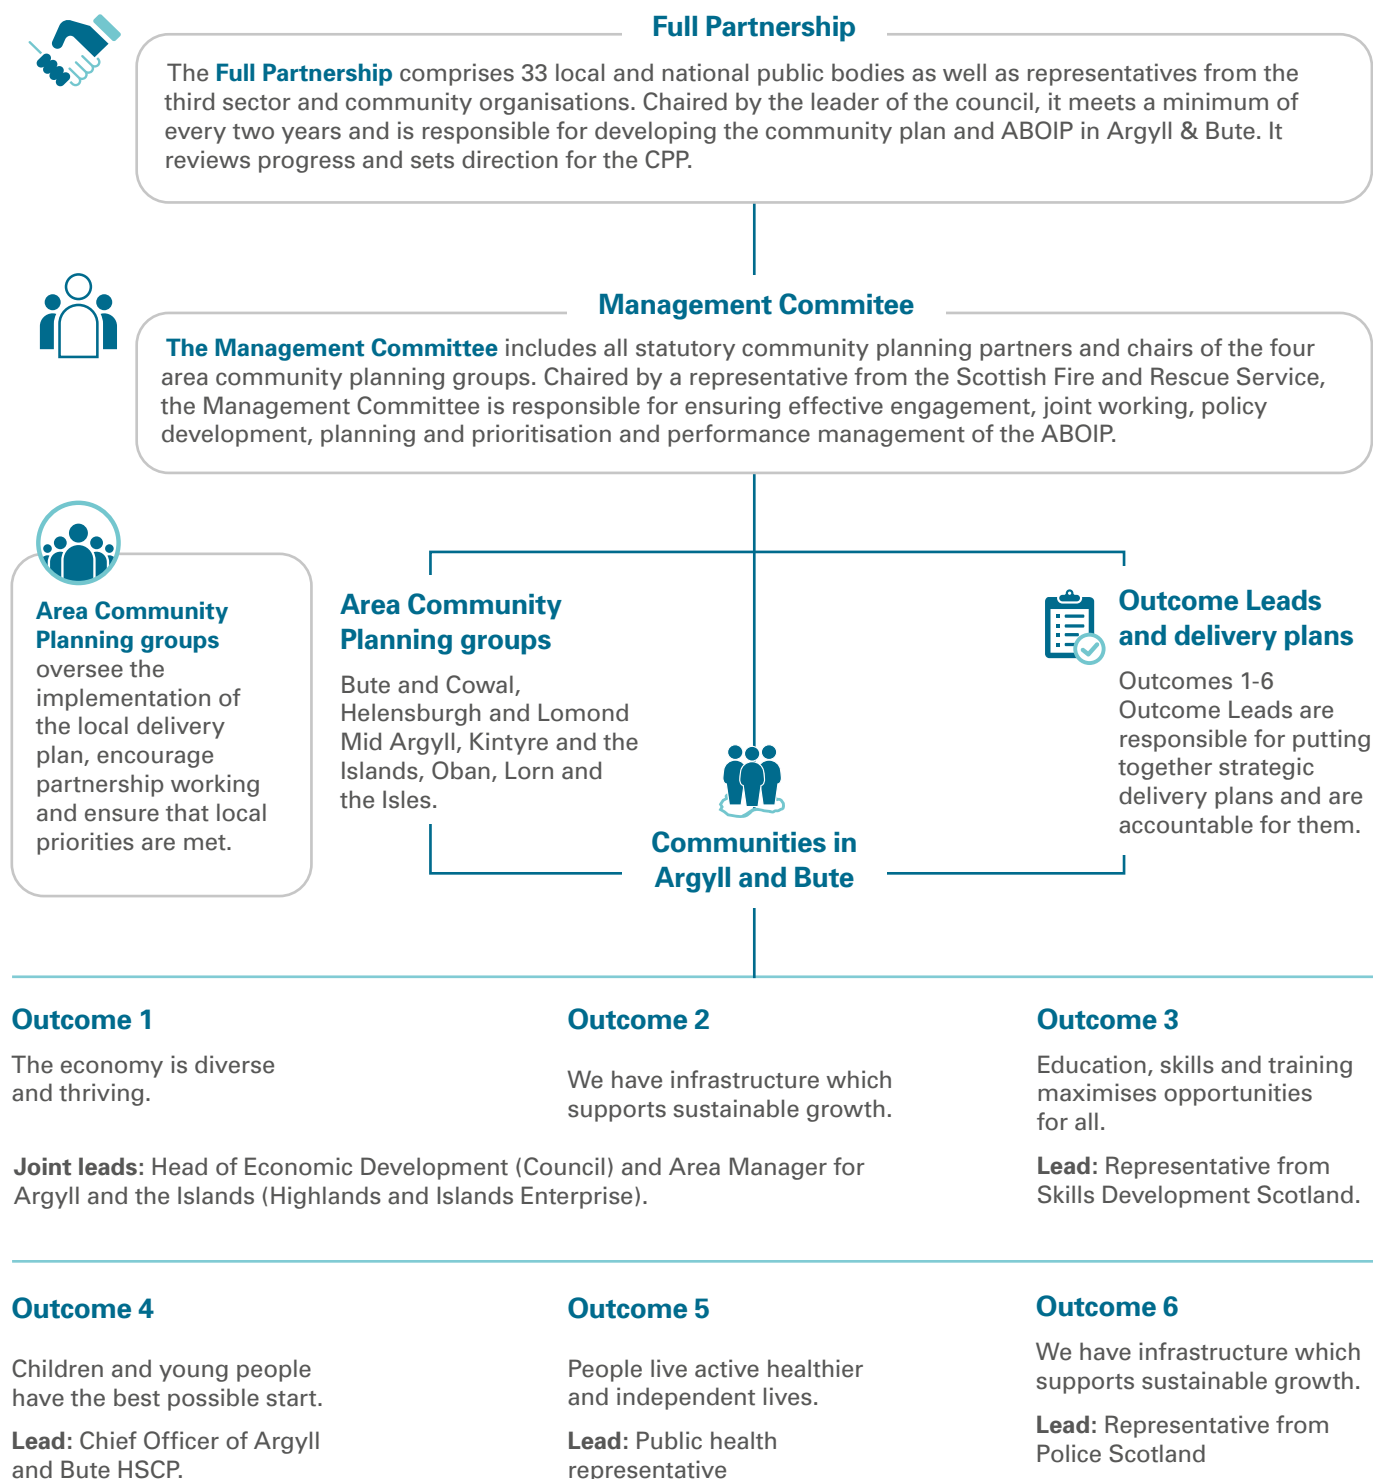 Full Partnership
The Full Partnership comprises 33 local and national public bodies as well as representatives from the
third sector and community organisations. Chaired by the leader of the council, it meets a minimum of
every two years and is responsible for developing the community plan and ABOIP in Argyll & Bute. It
reviews progress and sets direction for the CPP.
Management Commitee
The Management Committee includes all statutory community planning partners and chairs of the four
area community planning groups. Chaired by a representative from the Scottish Fire and Rescue Service,
the Management Committee is responsible for ensuring effective engagement, joint working, policy
development, planning and prioritisation and performance management of the ABOIP.
Area Community
Planning groups
oversee the
implementation of
the local delivery
plan, encourage
partnership working
and ensure that local
priorities are met.
Area Community
Planning groups
Bute and Cowal,
Helensburgh and Lomond
Mid Argyll, Kintyre and the
Islands, Oban, Lorn and
the Isles.
Outcome Leads
and delivery plans
Outcomes 1-6
Outcome Leads are
responsible for putting
together strategic
delivery plans and are
accountable for them.
Communities in
Argyll and Bute
Outcome 1
The economy is diverse
and thriving.
Outcome 2
We have infrastructure which
supports sustainable growth.
Joint leads: Head of Economic Development (Council) and Area Manager for
Argyll and the Islands (Highlands and Islands Enterprise).
Outcome 3
Education, skills and training
maximises opportunities
for all.
Lead: Representative from
Skills Development Scotland.
Outcome 4
Children and young people
have the best possible start.
Lead: Chief Officer of Argyll
and Bute HSCP.
Outcome 5
People live active healthier
and independent lives.
Lead: Public health
representative
Outcome 6
We have infrastructure which
supports sustainable growth.
Lead: Representative from
Police Scotland